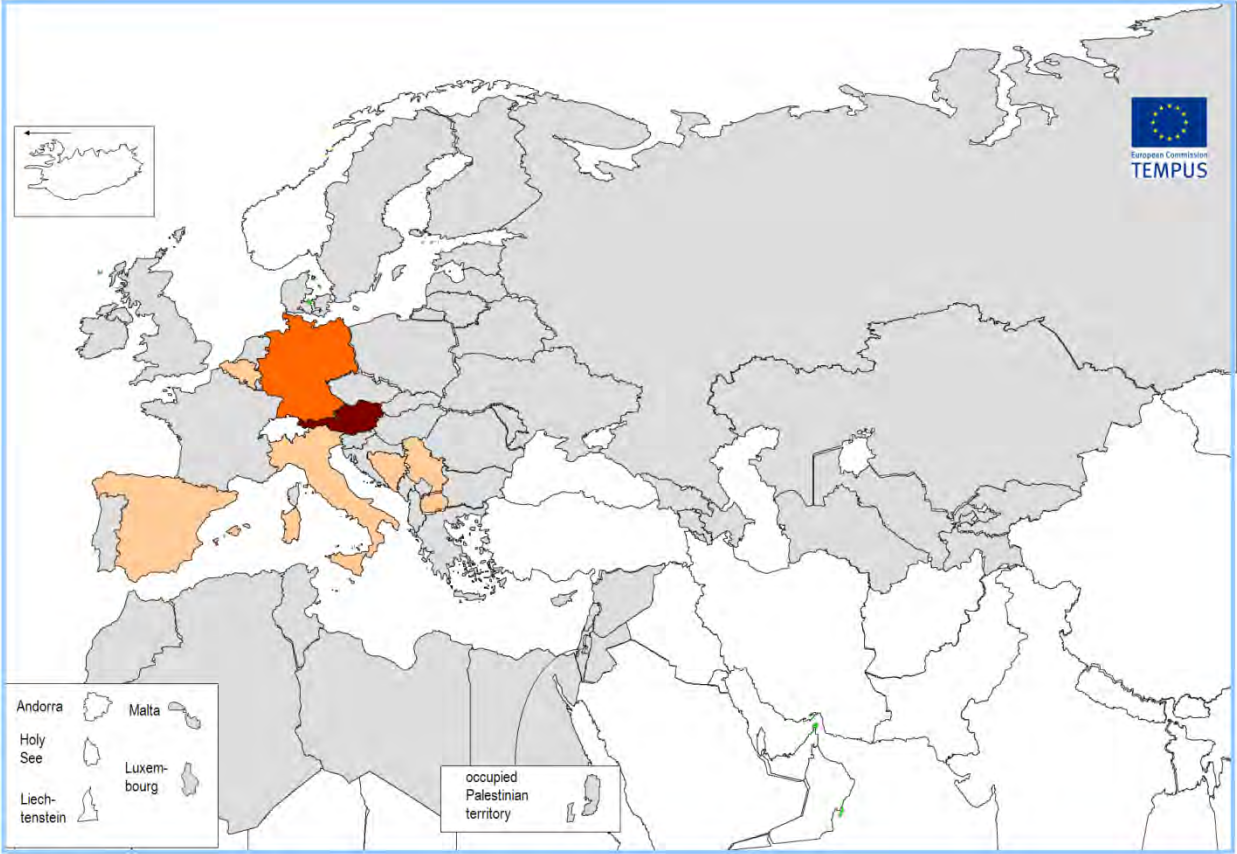 European Commission
TEMPUS
Andorra
Malta
Holy
See
Luxem-
bourg
Liech-
tenstein
occupied
Palestinian
territory